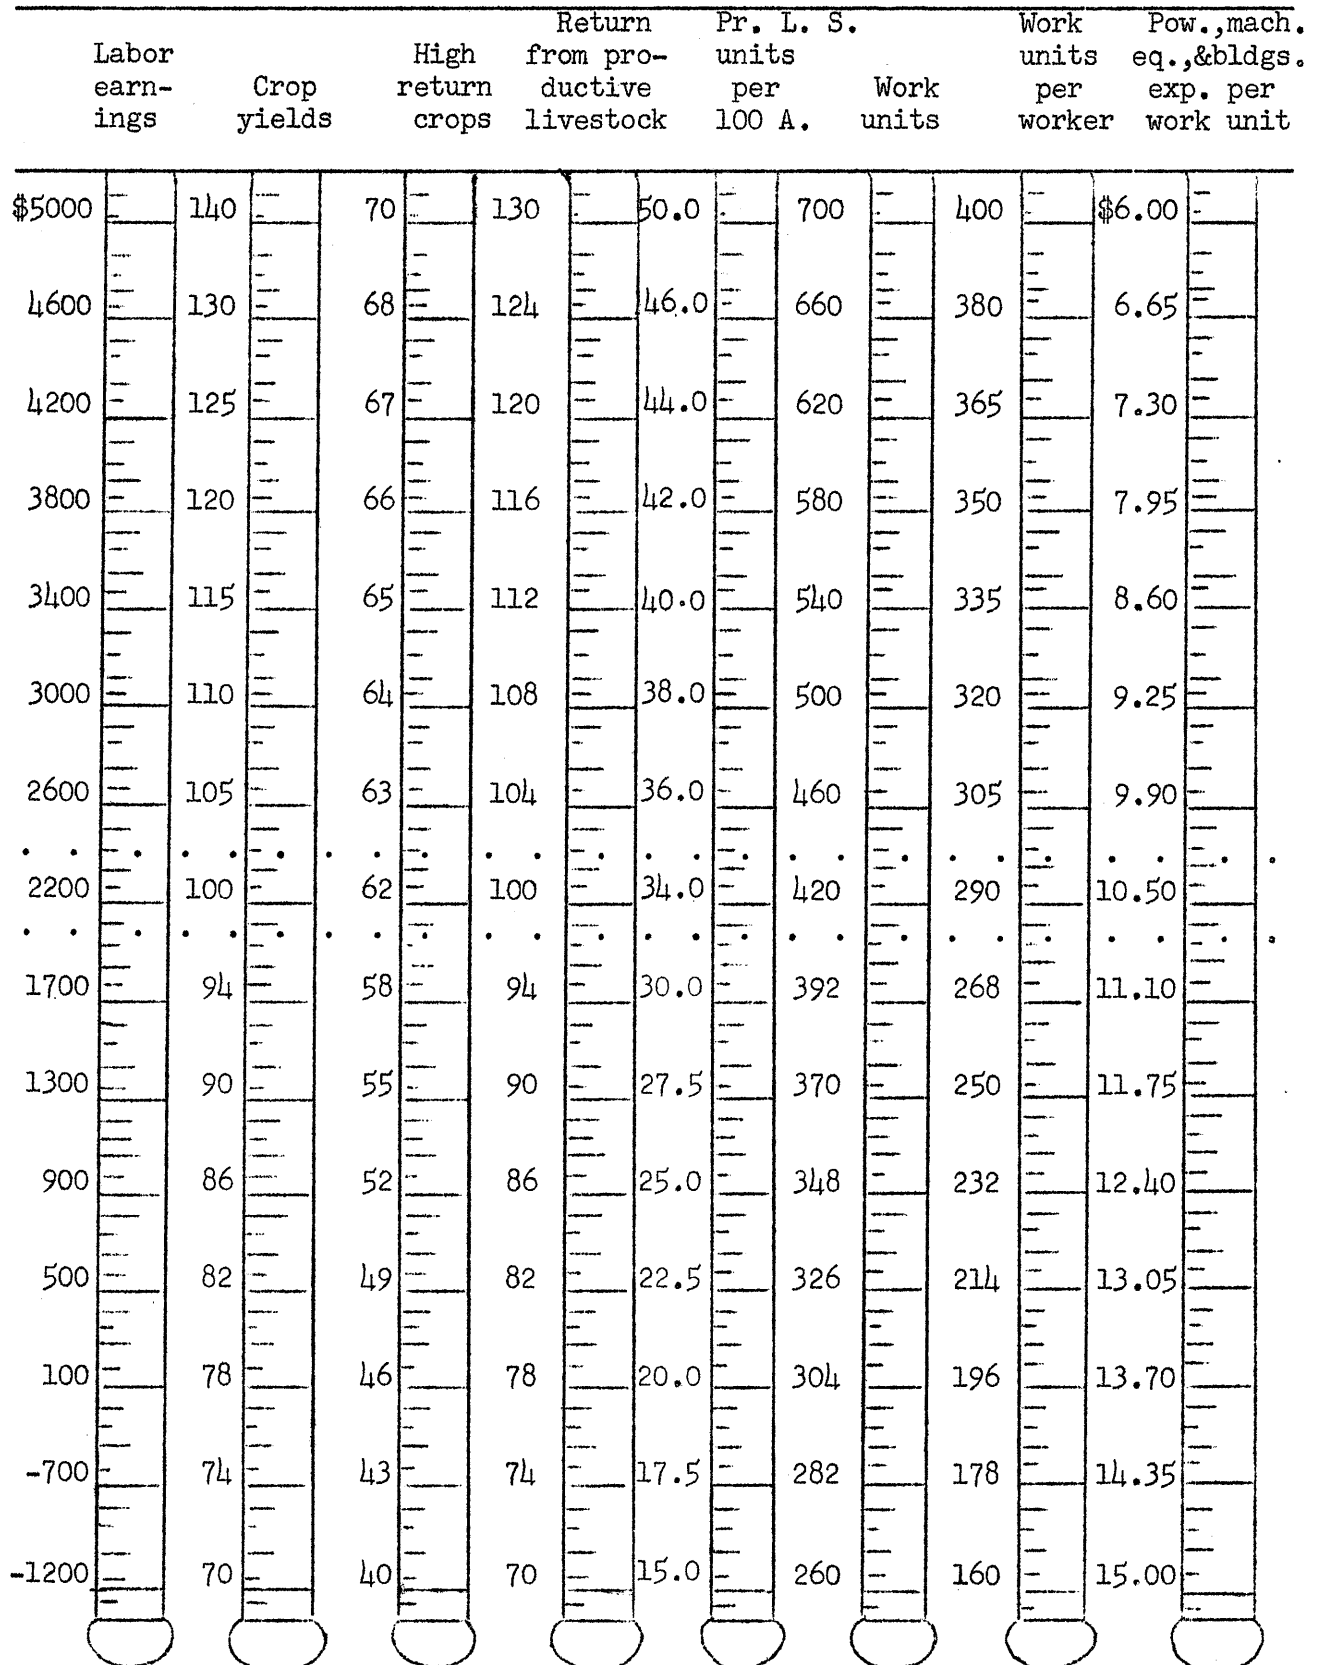 Return Pr. L. S. Work Pow.,mach.
Labor High from pro- units units eq.,&bldgs.
earn- Crop return ductive per Work per exp. per
ings yields crops livestock 100 A. units worker work unit
$5000 140 70 130 50.0 700 400 $6.00
4600 130 68 124 46.0 660 380 6.65
4200 125 67 120 44.0 620 365 7.30
3800 120 66 116 42.0 580 350 7.95
3400 115 65 112 40.0 540 335 8.60
3000 110 64 108 38.0 500 320 9.25
2600 105 63 104 36.0 460 305 9.90
2200 100 62 100 34.0 420 290 10.50
1700 94 58 94 30.0 392 268 11.10
1300 90 55 90 27.5 370 250 11.75
900 86 52 86 25.0 348 232 12.40
500 82 49 82 22.5 326 214 13.05
100 78 46 78 20.0 304 196 13.70
-700 74 43 74 17.5 282 178 14.35
-1200 70 40 70 15.0 260 160 15.00